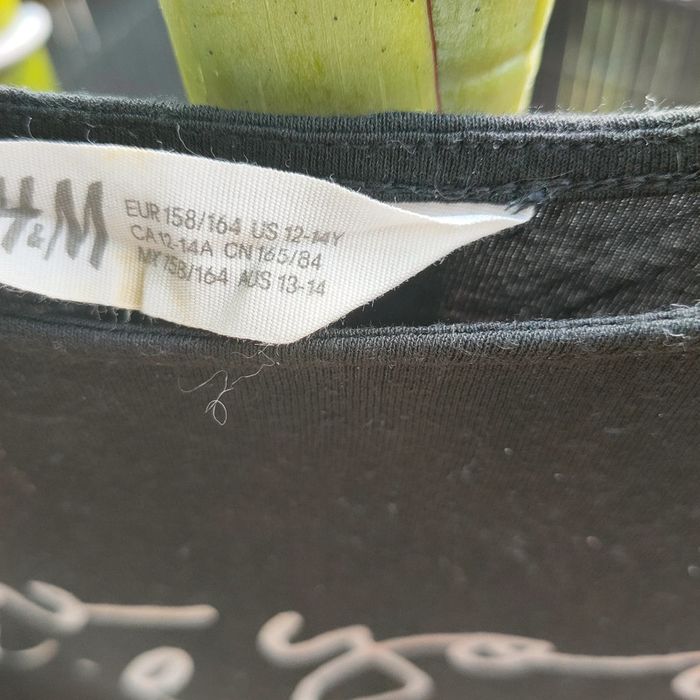 H&M
EUR 158/164 US 12-14Y
CA 12-14A CN 165/84
MX 158/164 AUS 13-14